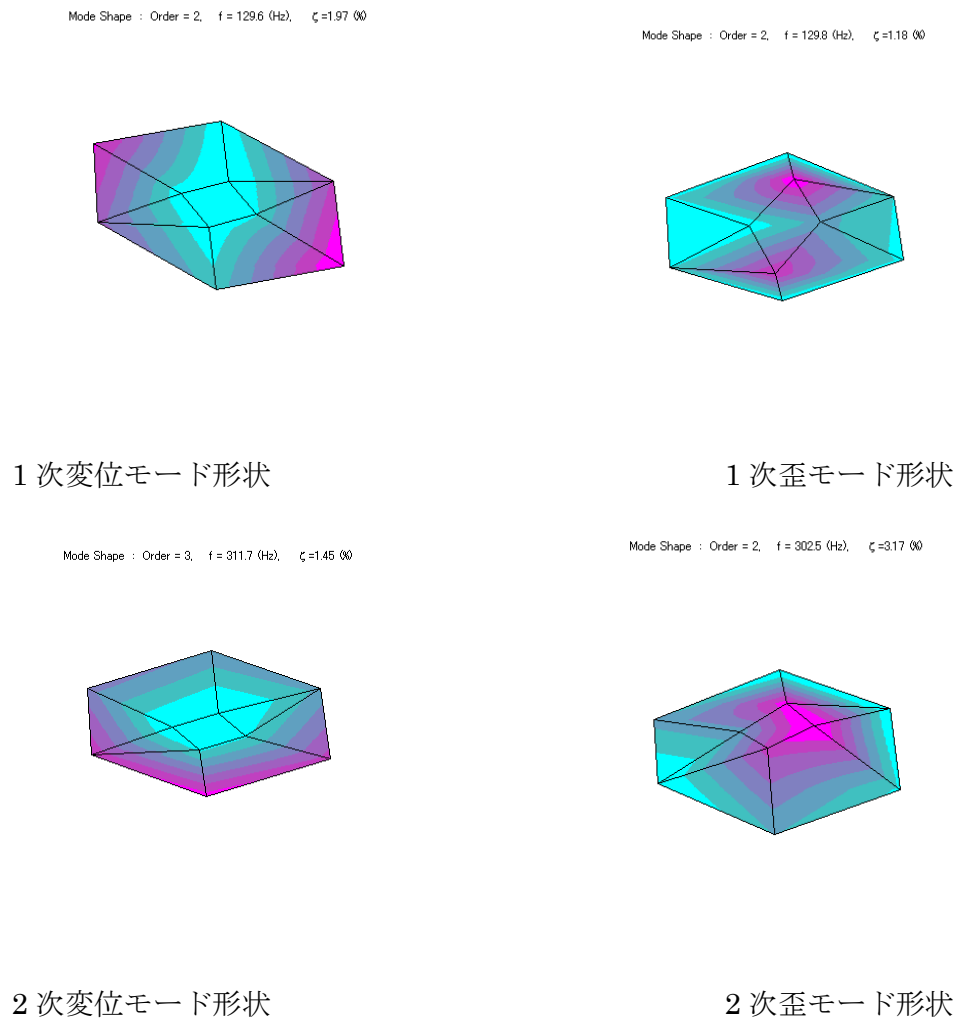 Mode Shape : Order = 2, f = 129.6 (Hz), ζ =1.97 (%)
Mode Shape : Order = 2, f = 129.8 (Hz), ζ =1.18 (%)
1 次変位モード形状
1 次歪モード形状
Mode Shape : Order = 3, f = 311.7 (Hz), ζ =1.45 (%)
Mode Shape : Order = 2, f = 302.5 (Hz), ζ =3.17 (%)
2 次変位モード形状
2 次歪モード形状